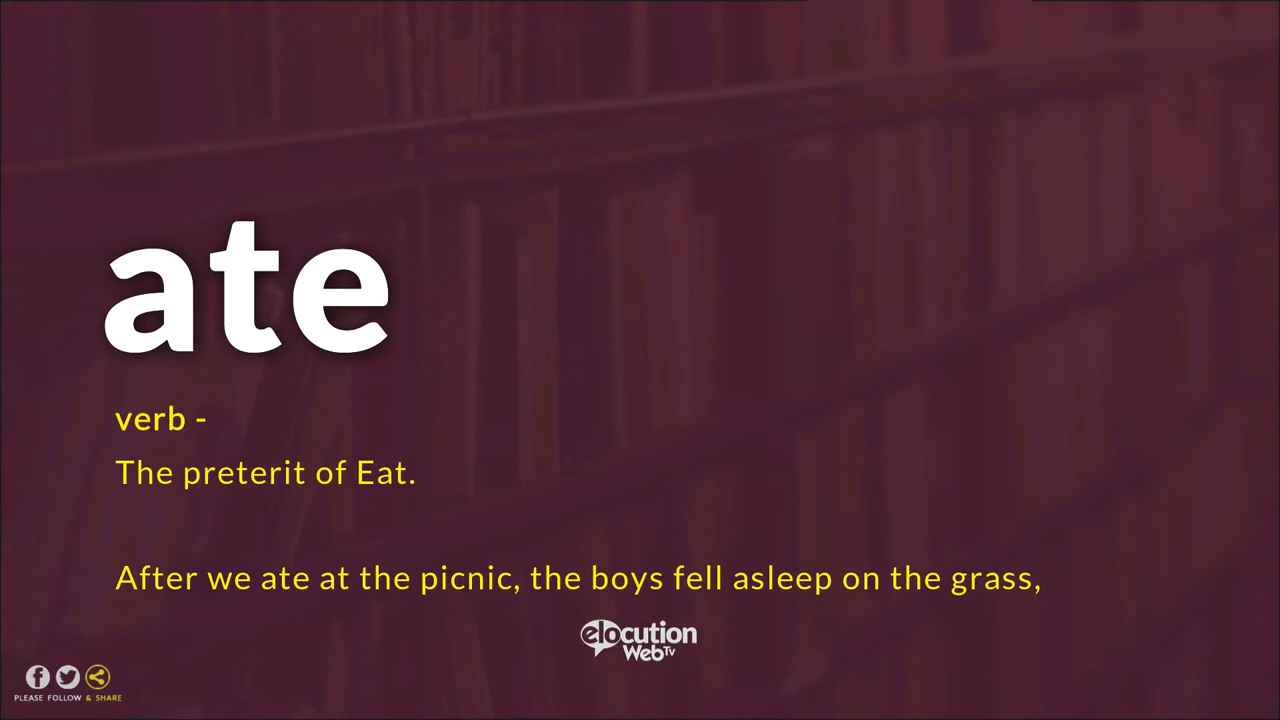 ate
verb -
The preterit of Eat.
After we ate at the picnic, the boys fell asleep on the grass,
elocution
WebTv
PLEASE FOLLOW & SHARE